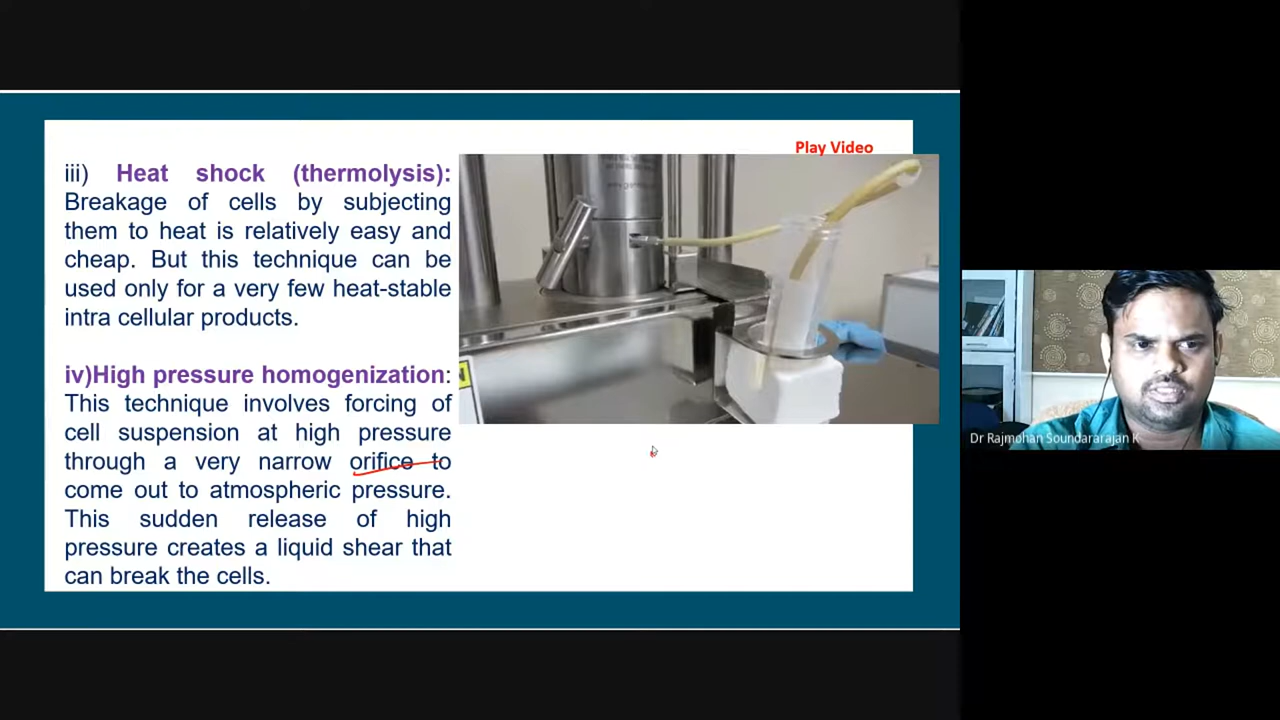 Play Video
iii) Heat shock (thermolysis):
Breakage of cells by subjecting
them to heat is relatively easy and
cheap. But this technique can be
used only for a very few heat-stable
intra cellular products.
iv)High pressure homogenization:
This technique involves forcing of
cell suspension at high pressure
through a very narrow orifice to
come out to atmospheric pressure.
This sudden release of high
pressure creates a liquid shear that
can break the cells.
Dr Rajmohan Soundararajan K